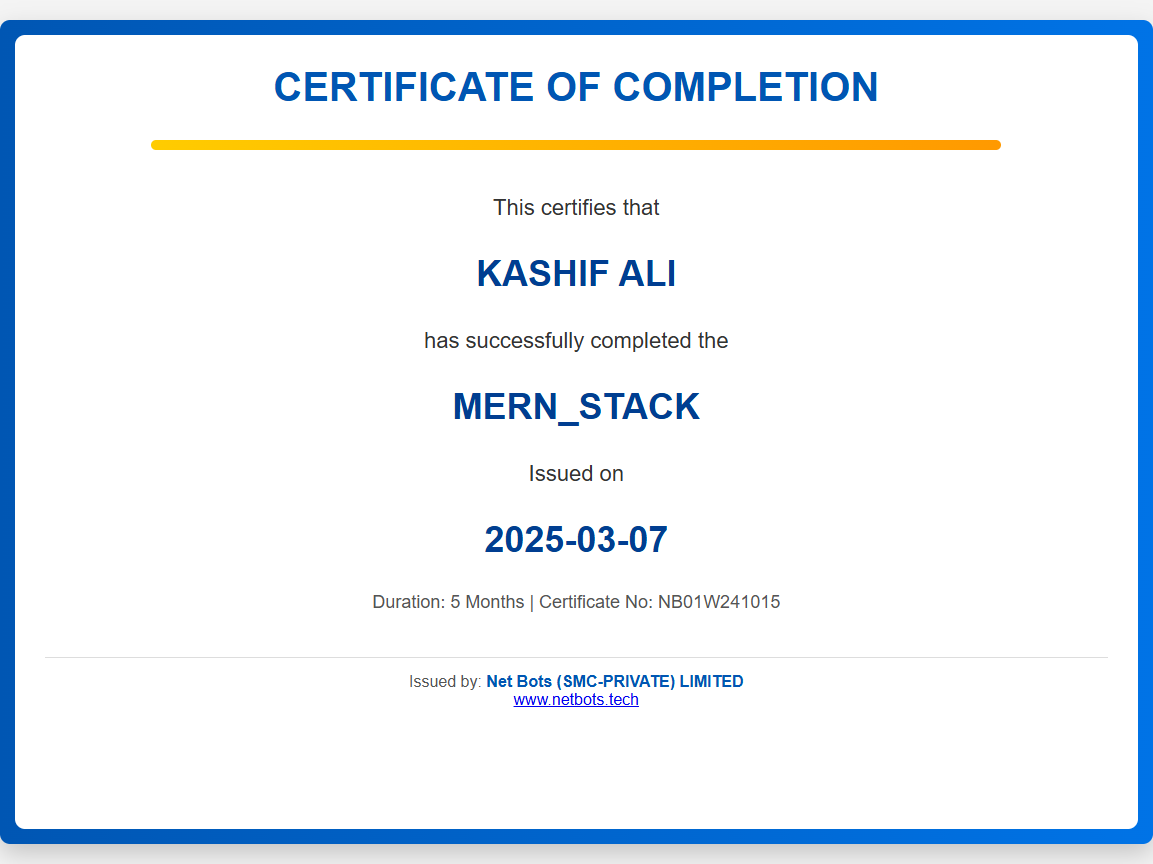 CERTIFICATE OF COMPLETION
This certifies that
KASHIF ALI
has successfully completed the
MERN_STACK
Issued on
2025-03-07
Duration: 5 Months | Certificate No: NB01W241015
Issued by: Net Bots (SMC-PRIVATE) LIMITED
www.netbots.tech